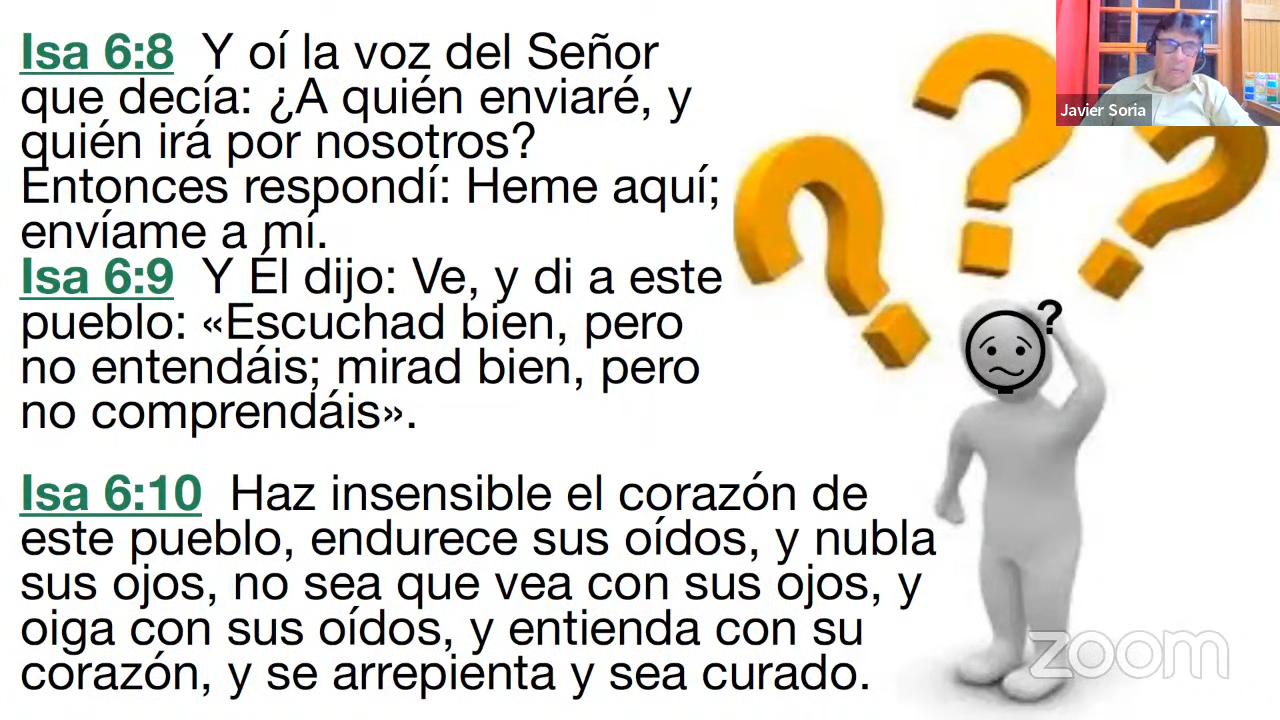 Isa 6:8 Y oí la voz del Señor
que decía: ¿A quién enviaré, y
quién irá por nosotros?
Entonces respondí: Heme aquí;
envíame a mí.
Isa 6:9 Y Él dijo: Ve, y di a este
pueblo: «Escuchad bien, pero
no entendáis; mirad bien, pero
no comprendáis».
Isa 6:10 Haz insensible el corazón de
este pueblo, endurece sus oídos, y nubla
sus ojos, no sea que vea con sus ojos, y
oiga con sus oídos, y entienda con su
corazón, y se arrepienta y sea curado.
Javier Soria
?
zoom